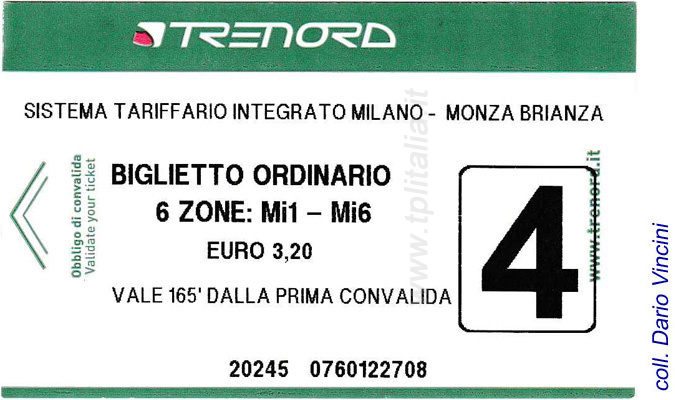 TRENORD
SISTEMA TARIFFARIO INTEGRATO MILANO - MONZA BRIANZA
Obbligo di convalida
Validate your ticket
BIGLIETTO ORDINARIO
6 ZONE: Mi1 – Mi6
EURO 3,20
VALE 165' DALLA PRIMA CONVALIDA
4
www.trenord.it
www.tplitalia.it
20245 0760122708
coll. Dario Vincini